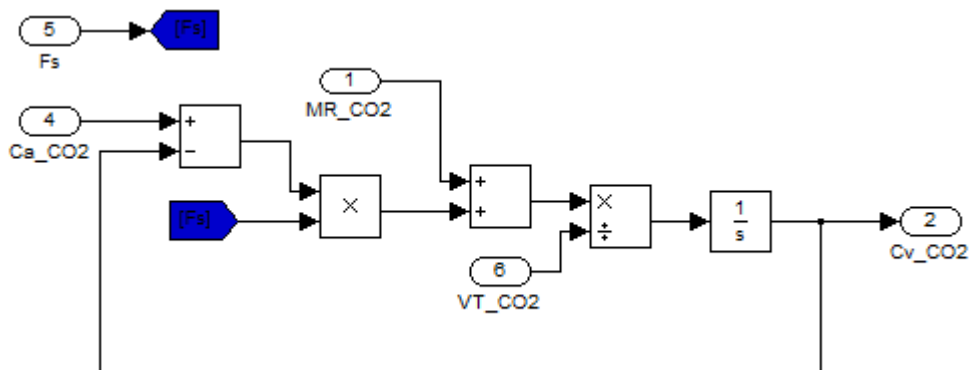 5
[Fs]
Fs
1
MR_CO2
4
+
−
Ca_CO2
[Fs]
×
+
+
×
÷
1
s
2
Cv_CO2
6
VT_CO2